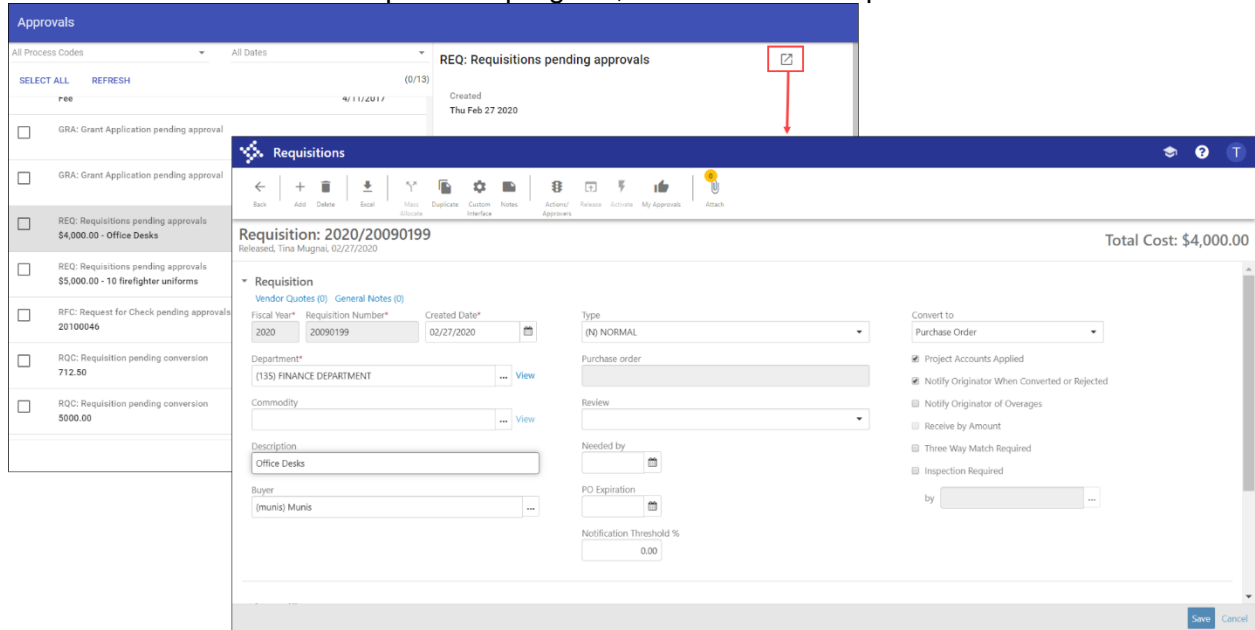 Approvals
All Process Codes
All Dates
SELECT ALL REFRESH (0/13)
Fee 4/11/2017
GRA: Grant Application pending approval
GRA: Grant Application pending approval
REQ: Requisitions pending approvals
$4,000.00 - Office Desks
REQ: Requisitions pending approvals
$5,000.00 - 10 firefighter uniforms
RFC: Request for Check pending approvals
20100046
RQC: Requisition pending conversion
712.50
RQC: Requisition pending conversion
5000.00
REQ: Requisitions pending approvals
Created
Thu Feb 27 2020
Requisitions
? T
Back Add Delete Excel Mass Allocate Duplicate Custom Interface Notes Actions/ Approvers Release Activate My Approvals 0 Attach
Requisition: 2020/20090199
Released, Tina Mugnai, 02/27/2020
Total Cost: $4,000.00
Requisition
Vendor Quotes (0) General Notes (0)
Fiscal Year* Requisition Number* Created Date*
2020 20090199 02/27/2020
Department*
(135) FINANCE DEPARTMENT ... View
Commodity
... View
Description
Office Desks
Buyer
(munis) Munis ...
Type
(N) NORMAL
Purchase order
Review
Needed by
PO Expiration
Notification Threshold %
0.00
Convert to
Purchase Order
Project Accounts Applied
Notify Originator When Converted or Rejected
Notify Originator of Overages
Receive by Amount
Three Way Match Required
Inspection Required
by ...
Save Cancel